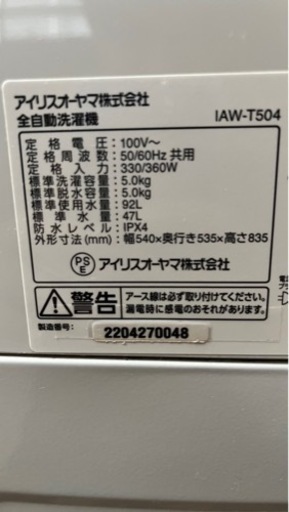 アイリスオーヤマ株式会社
全自動洗濯機 IAW-T504
定格電圧:100V～
定格周波数:50/60Hz 共用
定格入力:330/360W
標準洗濯容量:5.0kg
標準脱水容量:5.0kg
標準使用水量:92L
標準水量:47L
防水レベル:IPX4
外形寸法(mm):幅540×奥行き535×高さ835
PSE アイリスオーヤマ株式会社
警告 アース線は必ず取り付けてください。
漏電時に感電のおそれがあります。
製造番号: 2204270048